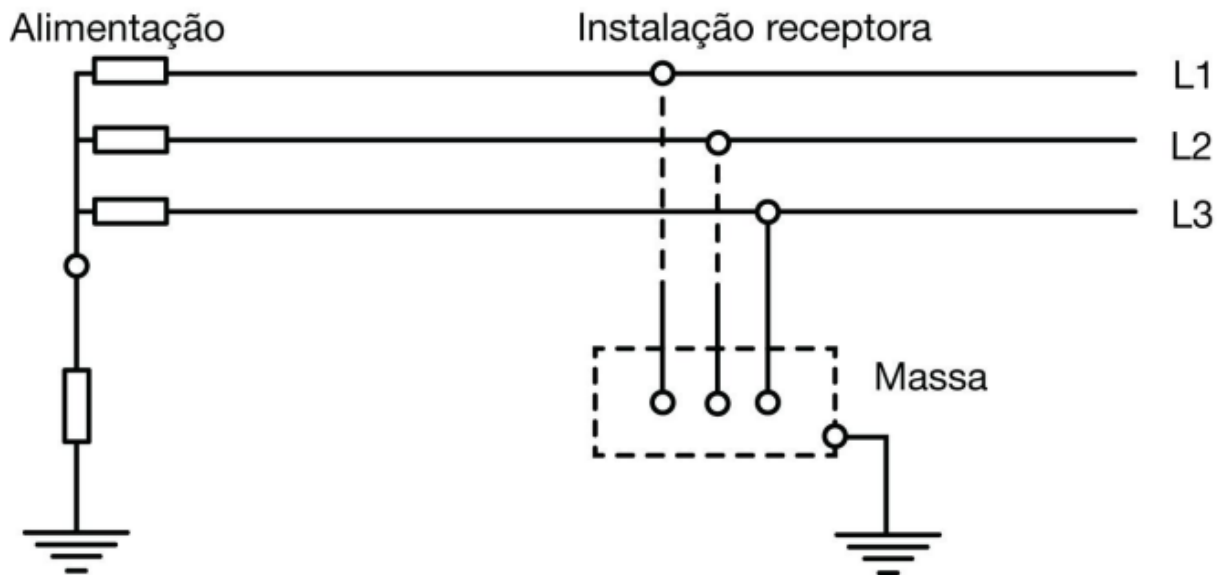 Alimentação
Instalação receptora
L1
L2
L3
Massa